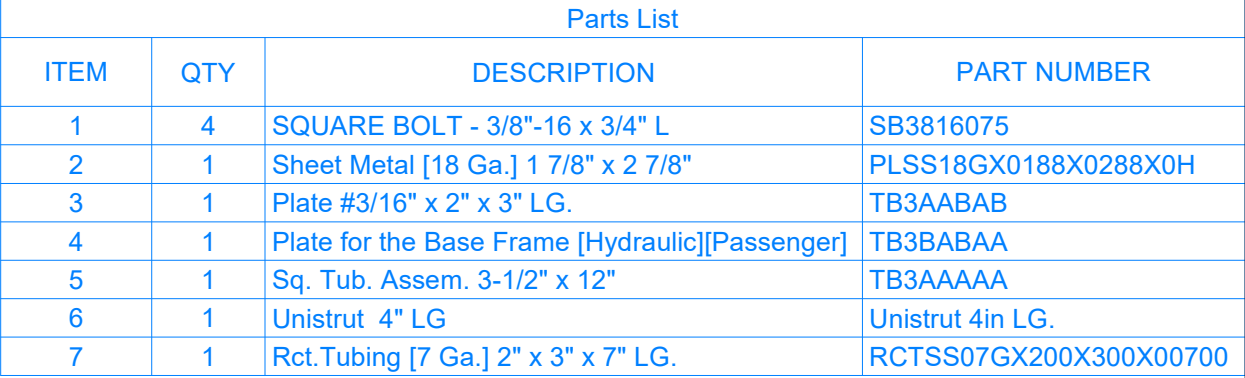 Parts List
ITEM QTY DESCRIPTION PART NUMBER
1 4 SQUARE BOLT - 3/8"-16 x 3/4" L SB3816075
2 1 Sheet Metal [18 Ga.] 1 7/8" x 2 7/8" PLSS18GX0188X0288X0H
3 1 Plate #3/16" x 2" x 3" LG. TB3AABAB
4 1 Plate for the Base Frame [Hydraulic][Passenger] TB3BABAA
5 1 Sq. Tub. Assem. 3-1/2" x 12" TB3AAAAA
6 1 Unistrut 4" LG Unistrut 4in LG.
7 1 Rct.Tubing [7 Ga.] 2" x 3" x 7" LG. RCTSS07GX200X300X00700